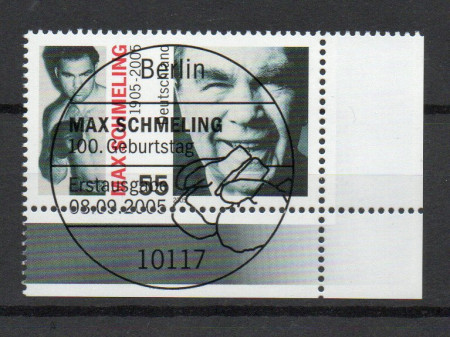 MAX SCHMELING
1905-2005
Deutschland
55
Berlin
MAX SCHMELING
100. Geburtstag
Erstausgabe
08.09.2005
10117